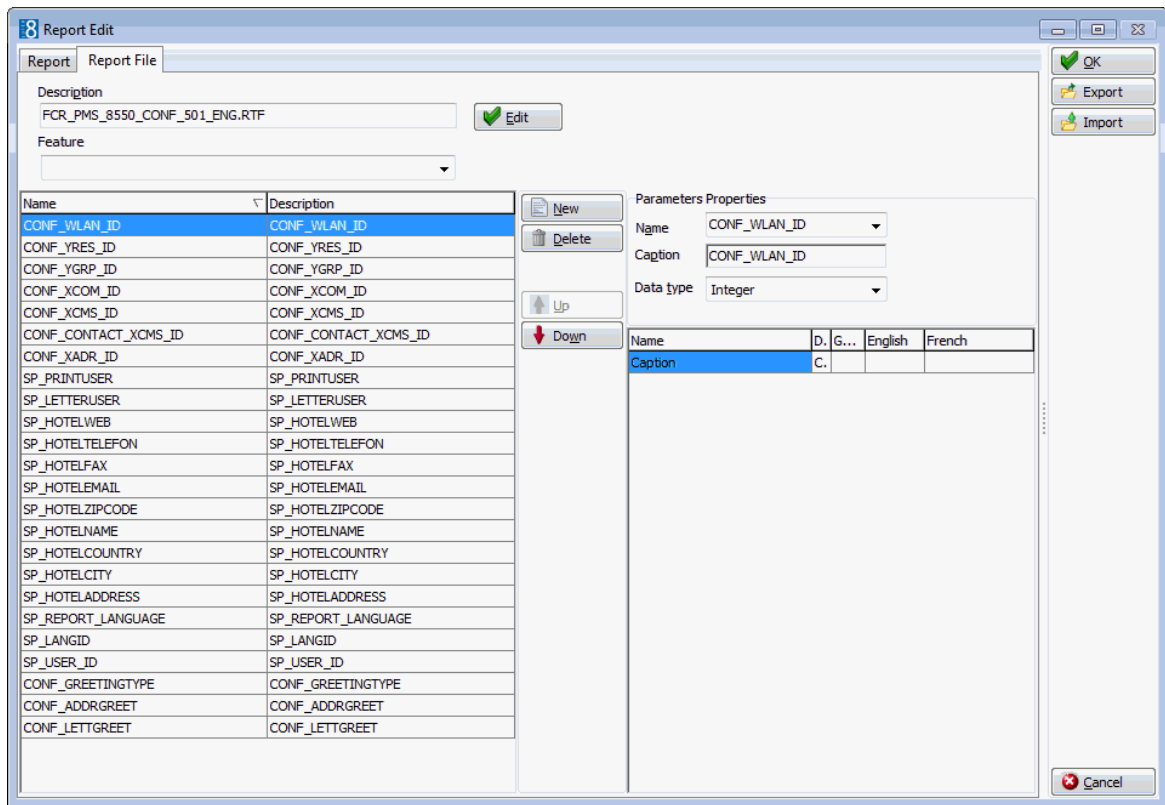 8 Report Edit
Report Report File
OK
Export
Import
Description
FCR_PMS_8550_CONF_501_ENG.RTF Edit
Feature
Name Description
CONF_WLAN_ID CONF_WLAN_ID
CONF_YRES_ID CONF_YRES_ID
CONF_YGRP_ID CONF_YGRP_ID
CONF_XCOM_ID CONF_XCOM_ID
CONF_XCMS_ID CONF_XCMS_ID
CONF_CONTACT_XCMS_ID CONF_CONTACT_XCMS_ID
CONF_XADR_ID CONF_XADR_ID
SP_PRINTUSER SP_PRINTUSER
SP_LETTERUSER SP_LETTERUSER
SP_HOTELWEB SP_HOTELWEB
SP_HOTELTELEFON SP_HOTELTELEFON
SP_HOTELFAX SP_HOTELFAX
SP_HOTELEMAIL SP_HOTELEMAIL
SP_HOTELZIPCODE SP_HOTELZIPCODE
SP_HOTELNAME SP_HOTELNAME
SP_HOTELCOUNTRY SP_HOTELCOUNTRY
SP_HOTELCITY SP_HOTELCITY
SP_HOTELADDRESS SP_HOTELADDRESS
SP_REPORT_LANGUAGE SP_REPORT_LANGUAGE
SP_LANGID SP_LANGID
SP_USER_ID SP_USER_ID
CONF_GREETINGTYPE CONF_GREETINGTYPE
CONF_ADDRGREET CONF_ADDRGREET
CONF_LETTGREET CONF_LETTGREET
New
Delete
Up
Down
Parameters Properties
Name CONF_WLAN_ID
Caption CONF_WLAN_ID
Data type Integer
Name D. G... English French
Caption C.
Cancel